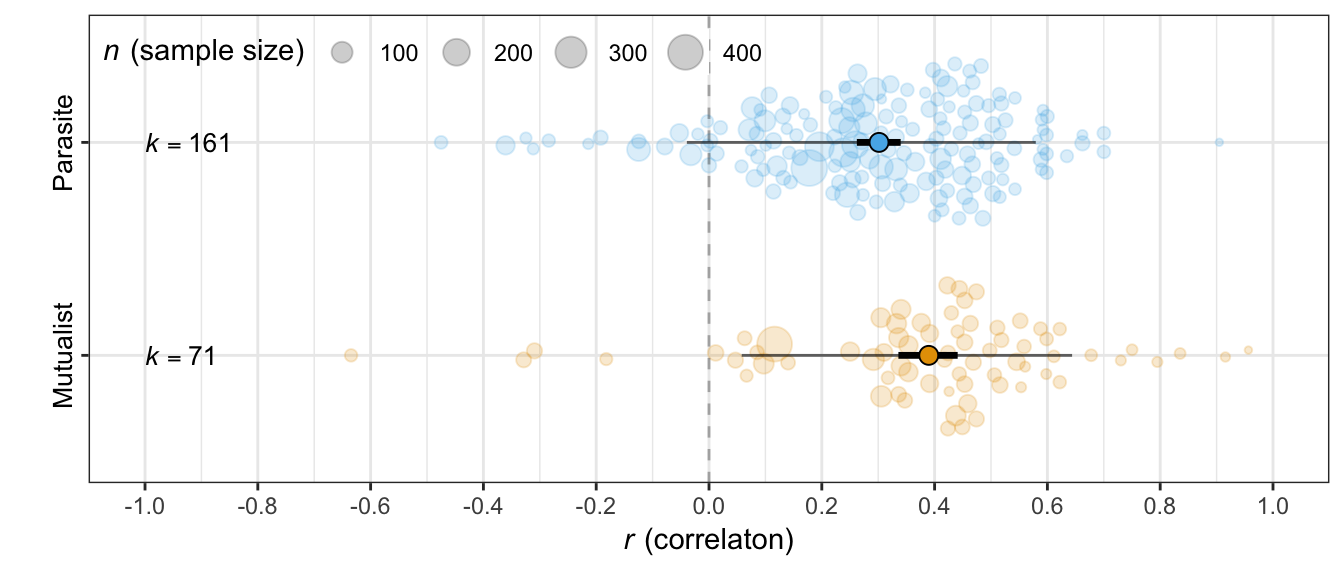 n (sample size) 100 200 300 400
Parasite
k = 161
Mutualist
k = 71
-1.0 -0.8 -0.6 -0.4 -0.2 0.0 0.2 0.4 0.6 0.8 1.0
r (correlaton)